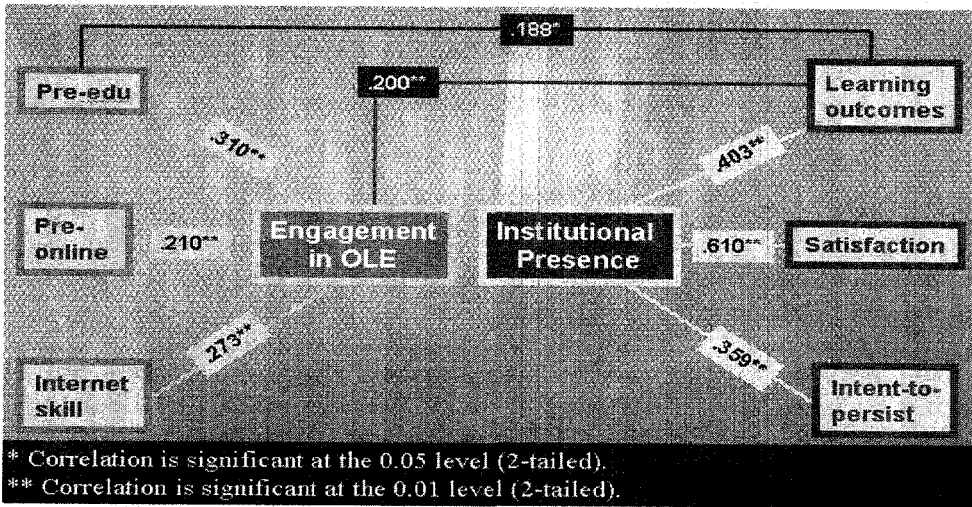 .188*
.200**
Pre-edu
Learning
outcomes
.310**
.403**
Pre-
online
.210**
Engagement
in OLE
Institutional
Presence
.610**
Satisfaction
.273**
.359**
Internet
skill
Intent-to-
persist
* Correlation is significant at the 0.05 level (2-tailed).
** Correlation is significant at the 0.01 level (2-tailed).